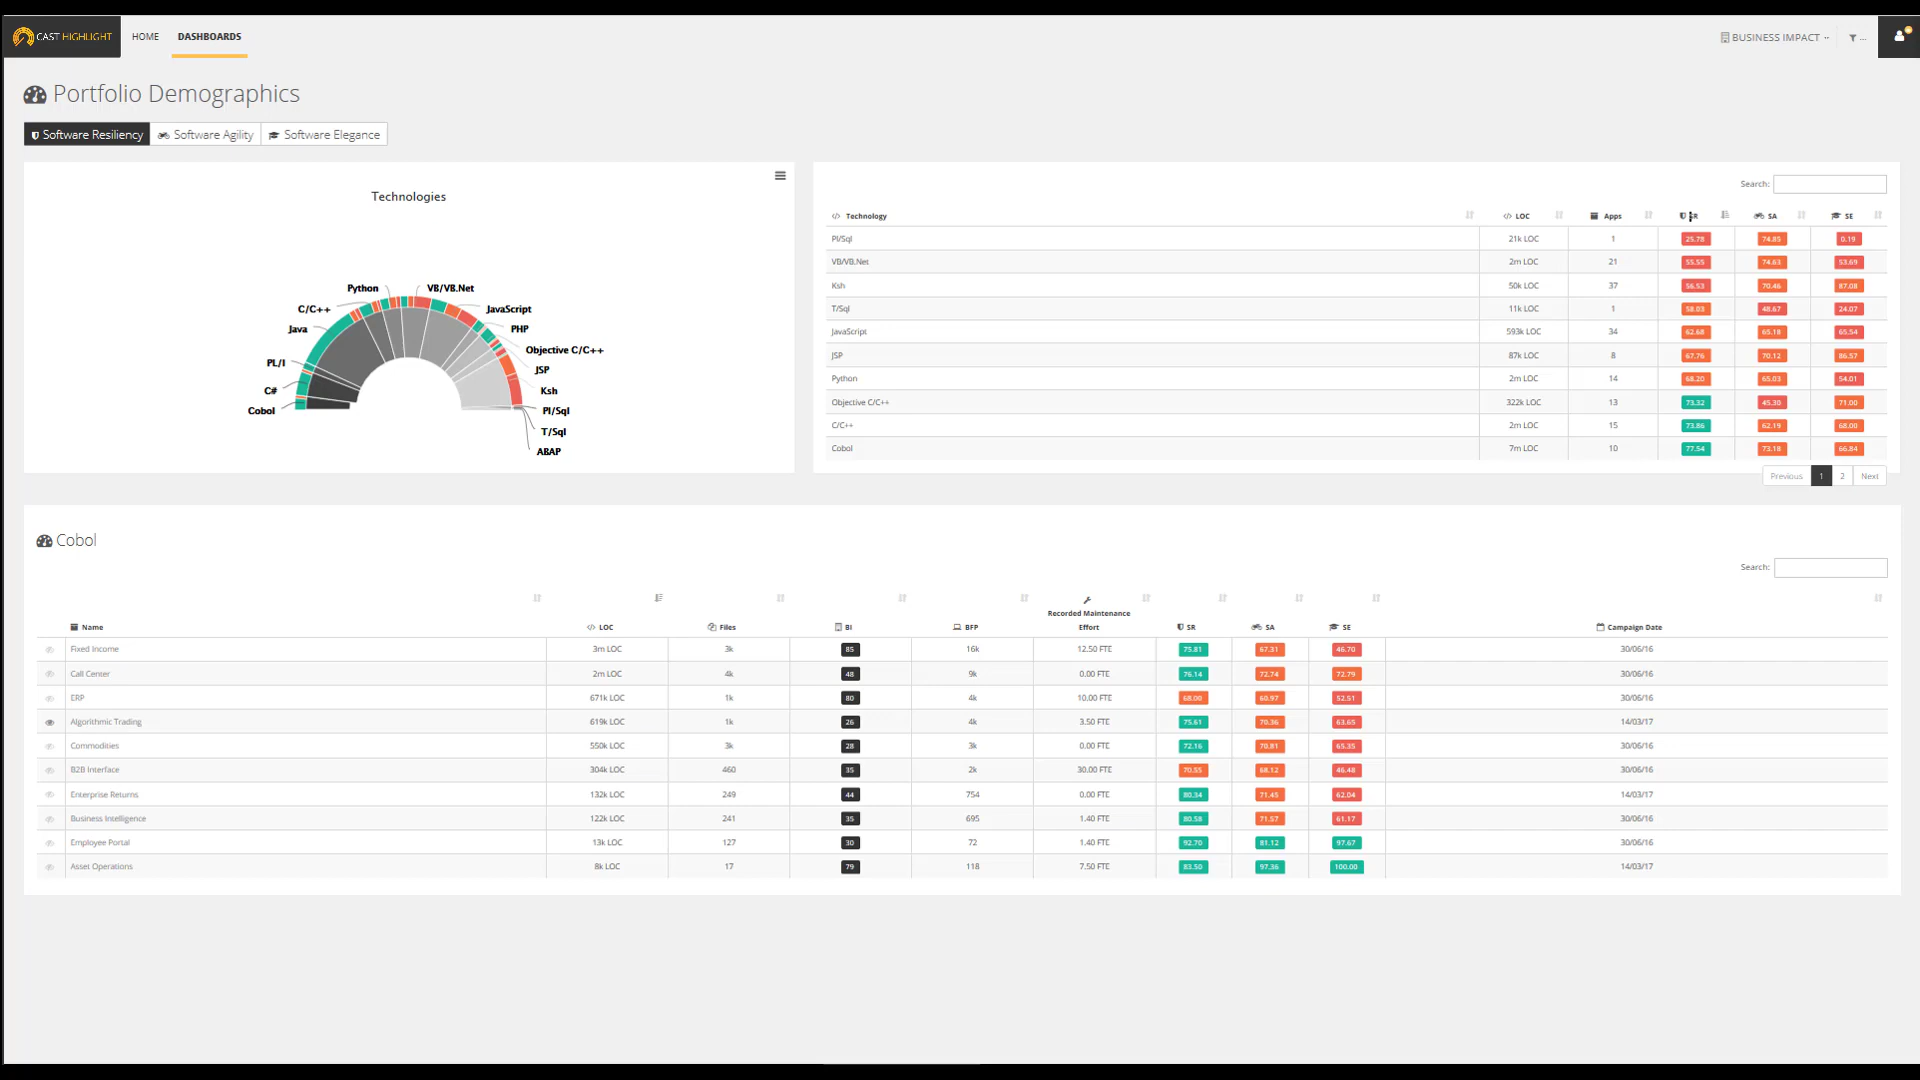 CAST HIGHLIGHT HOME DASHBOARDS BUSINESS IMPACT ...
Portfolio Demographics
Software Resiliency Software Agility Software Elegance
Technologies
Python VB/VB.Net
C/C++ JavaScript
Java PHP
Objective C/C++
PL/I JSP
C# Ksh
Cobol Pl/Sql
T/Sql
ABAP
Search:
Technology LOC Apps SR SA SE
Pl/Sql 21k LOC 1 25.78 74.85 0.19
VB/VB.Net 2m LOC 21 55.55 74.63 53.69
Ksh 50k LOC 37 56.53 70.46 87.08
T/Sql 11k LOC 1 58.03 48.67 24.07
JavaScript 593k LOC 34 62.68 65.18 65.54
JSP 87k LOC 8 67.76 70.12 86.57
Python 2m LOC 14 68.20 65.03 54.01
Objective C/C++ 322k LOC 13 73.32 45.30 71.00
C/C++ 2m LOC 15 73.86 62.19 68.00
Cobol 7m LOC 10 77.54 73.18 66.84
Previous 1 2 Next
Cobol
Search:
Name LOC Files BI BFP Recorded Maintenance Effort SR SA SE Campaign Date
Fixed Income 3m LOC 3k 85 16k 12.50 FTE 75.81 67.31 46.70 30/06/16
Call Center 2m LOC 4k 48 9k 0.00 FTE 76.14 72.74 72.79 30/06/16
ERP 671k LOC 1k 80 4k 10.00 FTE 68.00 60.97 52.51 30/06/16
Algorithmic Trading 619k LOC 1k 26 4k 3.50 FTE 75.61 70.36 63.65 14/03/17
Commodities 550k LOC 3k 28 3k 0.00 FTE 72.16 70.81 65.35 30/06/16
B2B Interface 304k LOC 460 35 2k 30.00 FTE 70.55 68.12 46.48 30/06/16
Enterprise Returns 132k LOC 249 44 754 0.00 FTE 80.34 71.45 62.04 14/03/17
Business Intelligence 122k LOC 241 35 695 1.40 FTE 80.58 71.57 61.17 30/06/16
Employee Portal 13k LOC 127 30 72 1.40 FTE 92.70 81.12 97.67 30/06/16
Asset Operations 8k LOC 17 79 118 7.50 FTE 83.50 97.36 100.00 14/03/17